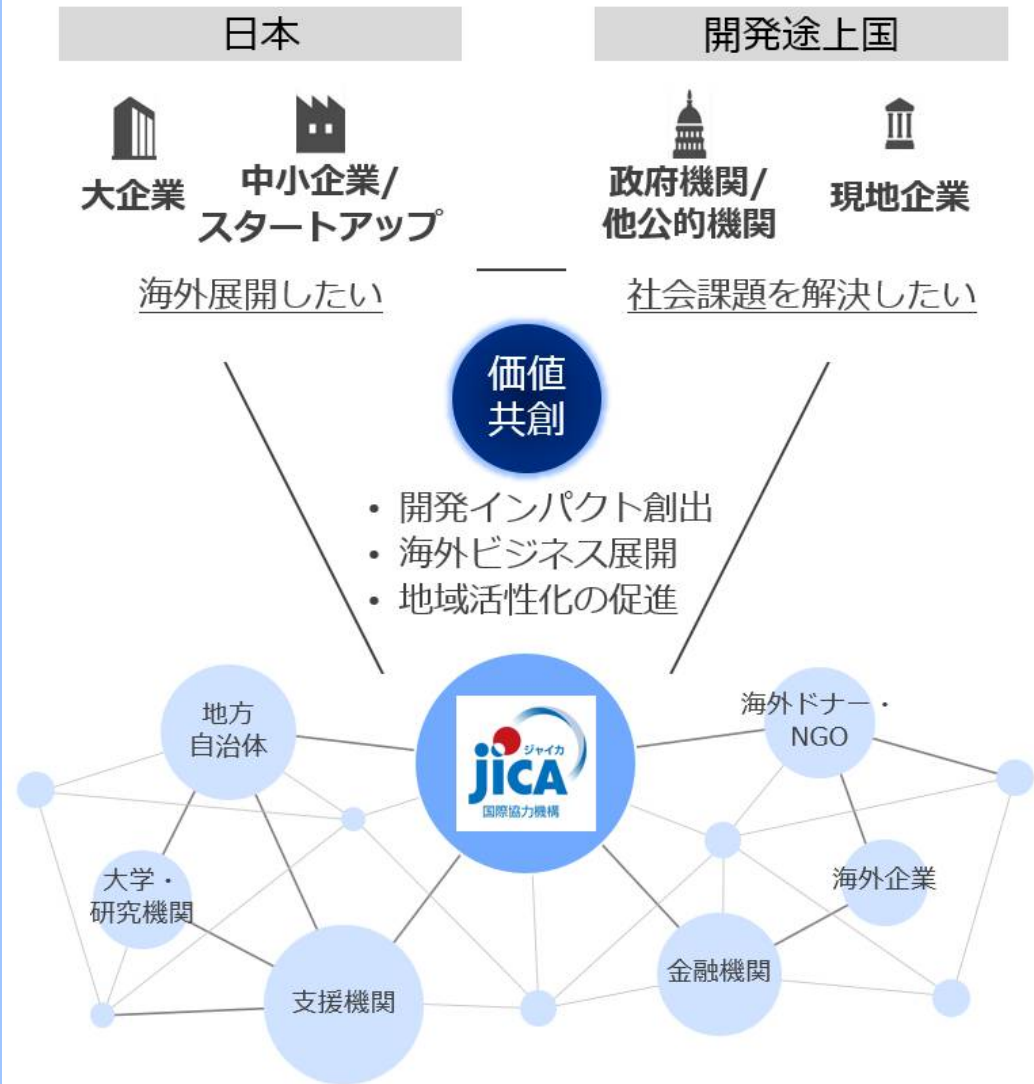 日本
開発途上国
大企業
中小企業/
スタートアップ
政府機関/
他公的機関
現地企業
海外展開したい
社会課題を解決したい
価値
共創
• 開発インパクト創出
• 海外ビジネス展開
• 地域活性化の促進
地方
自治体
ジャイカ
jICA
国際協力機構
海外ドナー・
NGO
大学・
研究機関
海外企業
支援機関
金融機関